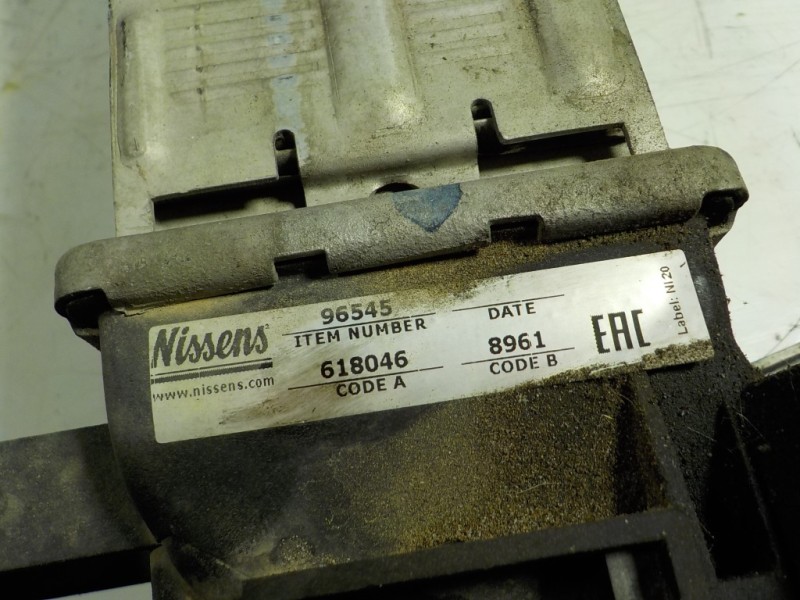 Nissens
www.nissens.com
96545
ITEM NUMBER
DATE
618046
CODE A
8961
CODE B
EAC
Label: NI 20